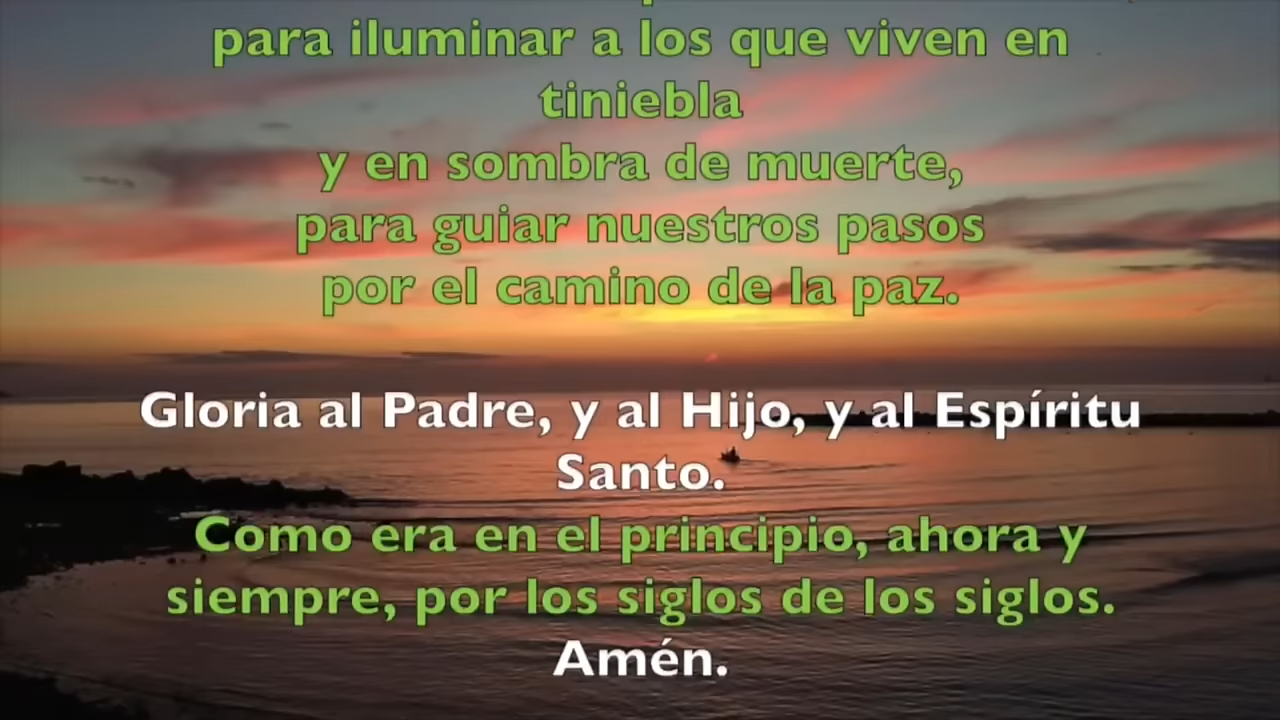 para iluminar a los que viven en
tiniebla
y en sombra de muerte,
para guiar nuestros pasos
por el camino de la paz.
Gloria al Padre, y al Hijo, y al Espíritu
Santo.
Como era en el principio, ahora y
siempre, por los siglos de los siglos.
Amén.